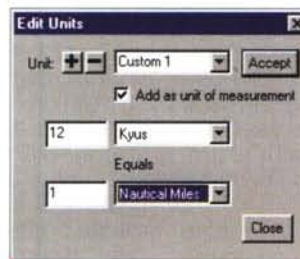 Edit Units
Unit: + − Custom 1 Accept
Add as unit of measurement
12 Kyus
Equals
1 Nautical Miles
Close